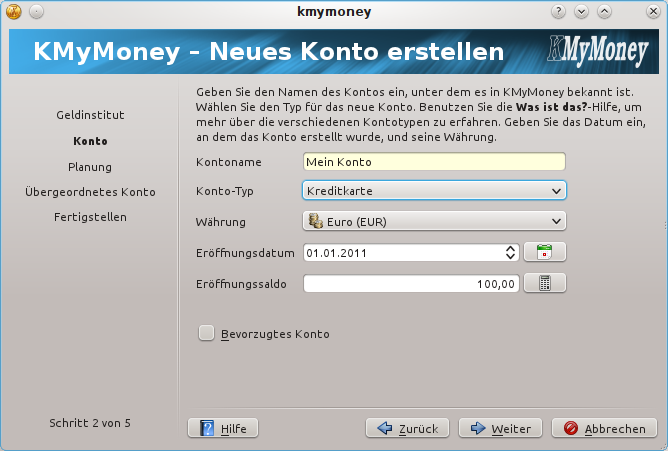 kmymoney
KMyMoney – Neues Konto erstellen
KMyMoney
Geldinstitut
Konto
Planung
Übergeordnetes Konto
Fertigstellen
Schritt 2 von 5
Geben Sie den Namen des Kontos ein, unter dem es in KMyMoney bekannt ist.
Wählen Sie den Typ für das neue Konto. Benutzen Sie die Was ist das?-Hilfe, um
mehr über die verschiedenen Kontotypen zu erfahren. Geben Sie das Datum ein,
an dem das Konto erstellt wurde, und seine Währung.
Kontoname Mein Konto
Konto-Typ Kreditkarte
Währung Euro (EUR)
Eröffnungsdatum 01.01.2011
Eröffnungssaldo 100,00
Bevorzugtes Konto
Hilfe Zurück Weiter Abbrechen